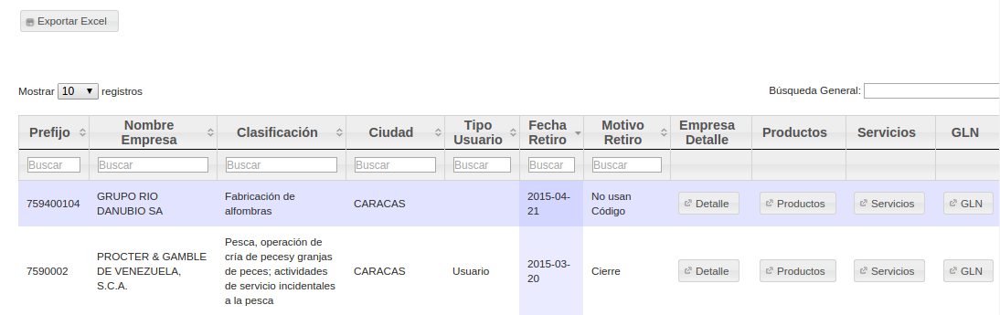 Exportar Excel
Mostrar 10 registros
Búsqueda General:
Prefijo
Nombre
Empresa
Clasificación
Ciudad
Tipo
Usuario
Fecha
Retiro
Motivo
Retiro
Empresa
Detalle
Productos
Servicios
GLN
Buscar
Buscar
Buscar
Buscar
Buscar
Buscar
Buscar
759400104
GRUPO RIO
DANUBIO SA
Fabricación de
alfombras
CARACAS
2015-04-
21
No usan
Código
Detalle
Productos
Servicios
GLN
7590002
PROCTER & GAMBLE
DE VENEZUELA,
S.C.A.
Pesca, operación de
cría de pecesy granjas
de peces; actividades
de servicio incidentales
a la pesca
CARACAS
Usuario
2015-03-
20
Cierre
Detalle
Productos
Servicios
GLN